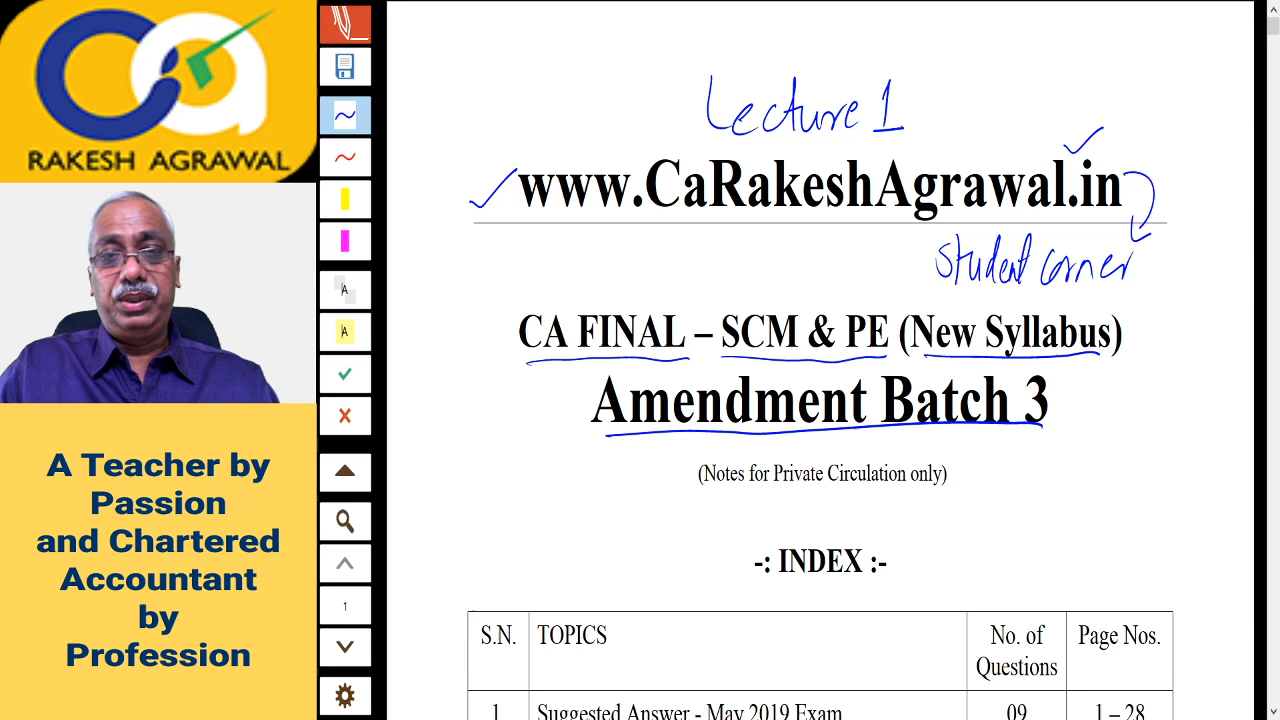 ca
RAKESH AGRAWAL
A Teacher by
Passion
and Chartered
Accountant
by
Profession
A
A
1
Lecture 1
www.CaRakeshAgrawal.in
Student corner
CA FINAL – SCM & PE (New Syllabus)
Amendment Batch 3
(Notes for Private Circulation only)
-: INDEX :-
S.N. TOPICS No. of Questions Page Nos.
1 Suggested Answer - May 2019 Exam 09 1 – 28